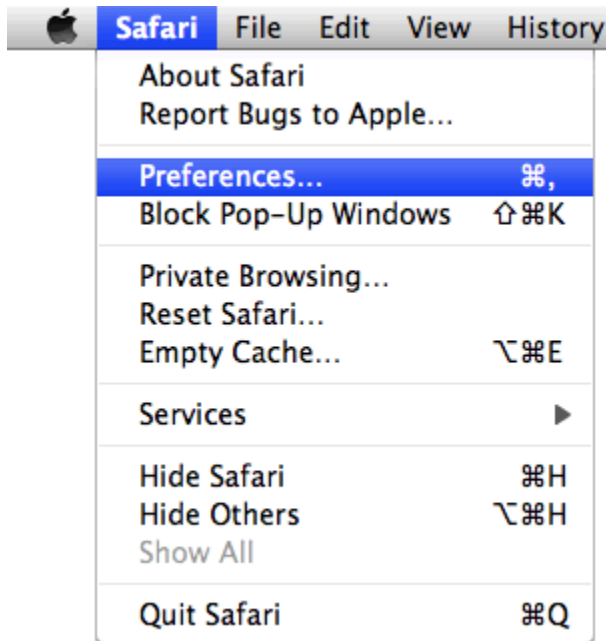 Safari File Edit View History
About Safari
Report Bugs to Apple...
Preferences... ⌘,
Block Pop-Up Windows ⇧⌘K
Private Browsing...
Reset Safari...
Empty Cache... ⌥⌘E
Services
Hide Safari ⌘H
Hide Others ⌥⌘H
Show All
Quit Safari ⌘Q